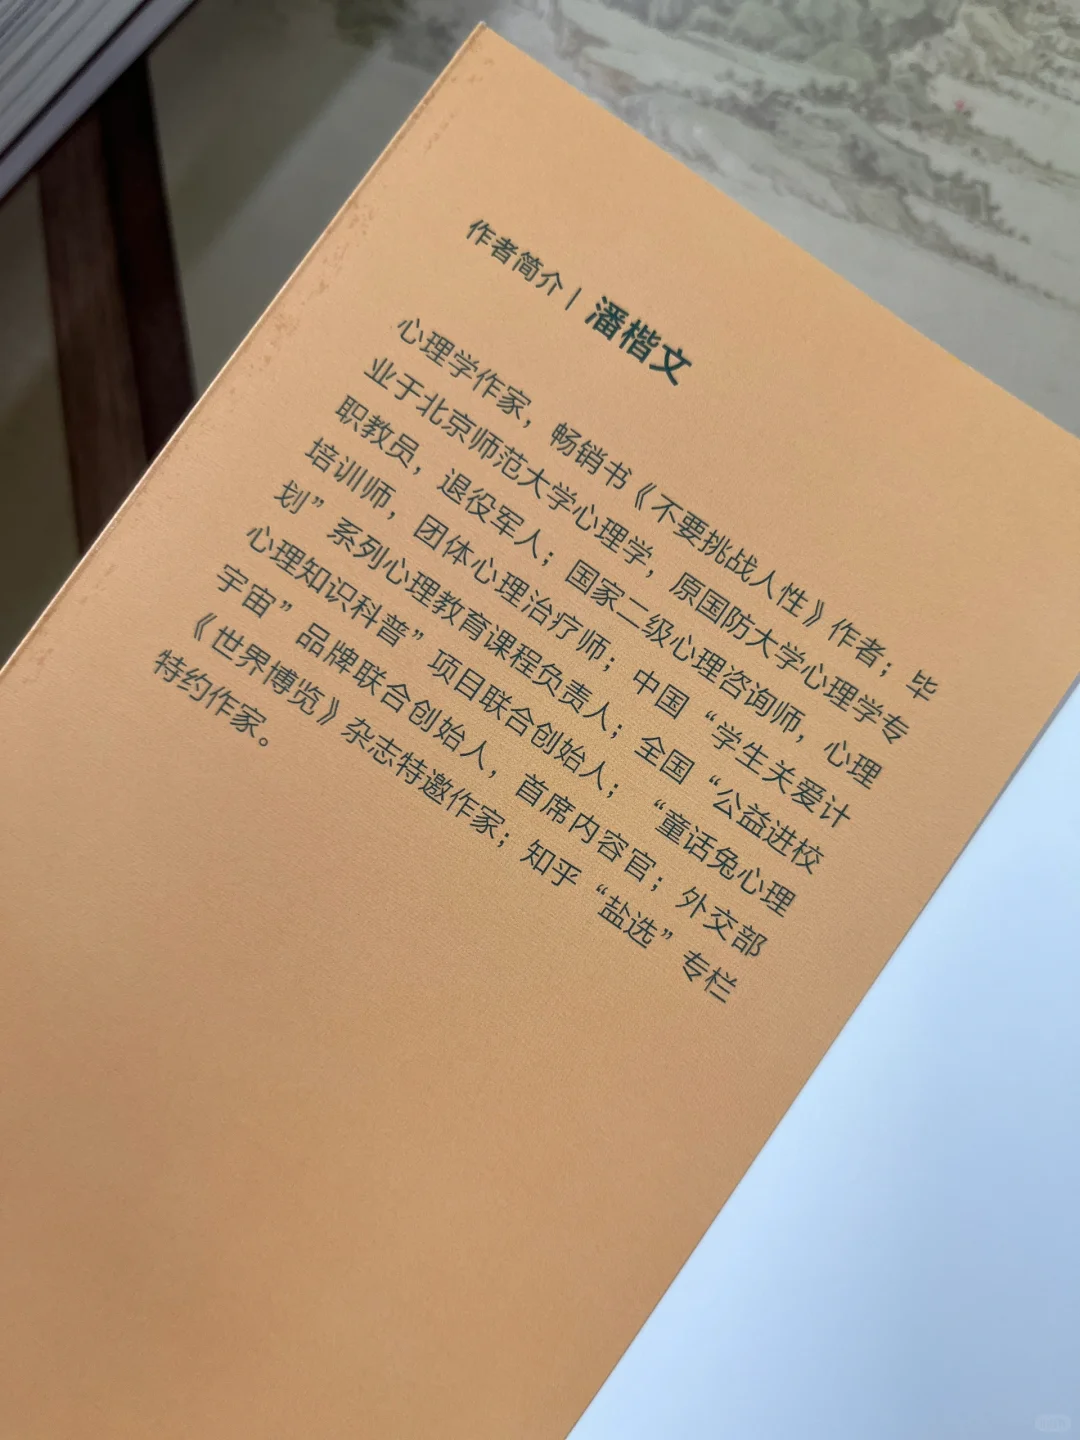 作者简介 | 潘楷文
心理学作家，畅销书《不要挑战人性》作者；毕
业于北京师范大学心理学，原国防大学心理学专
职教员，退役军人；国家二级心理咨询师，心理
培训师，团体心理治疗师；中国“学生关爱计
划”系列心理教育课程负责人；全国“公益进校
心理知识科普”项目联合创始人；“童话兔心理
宇宙”品牌联合创始人，首席内容官；外交部
《世界博览》杂志特邀作家；知乎“盐选”专栏
特约作家。